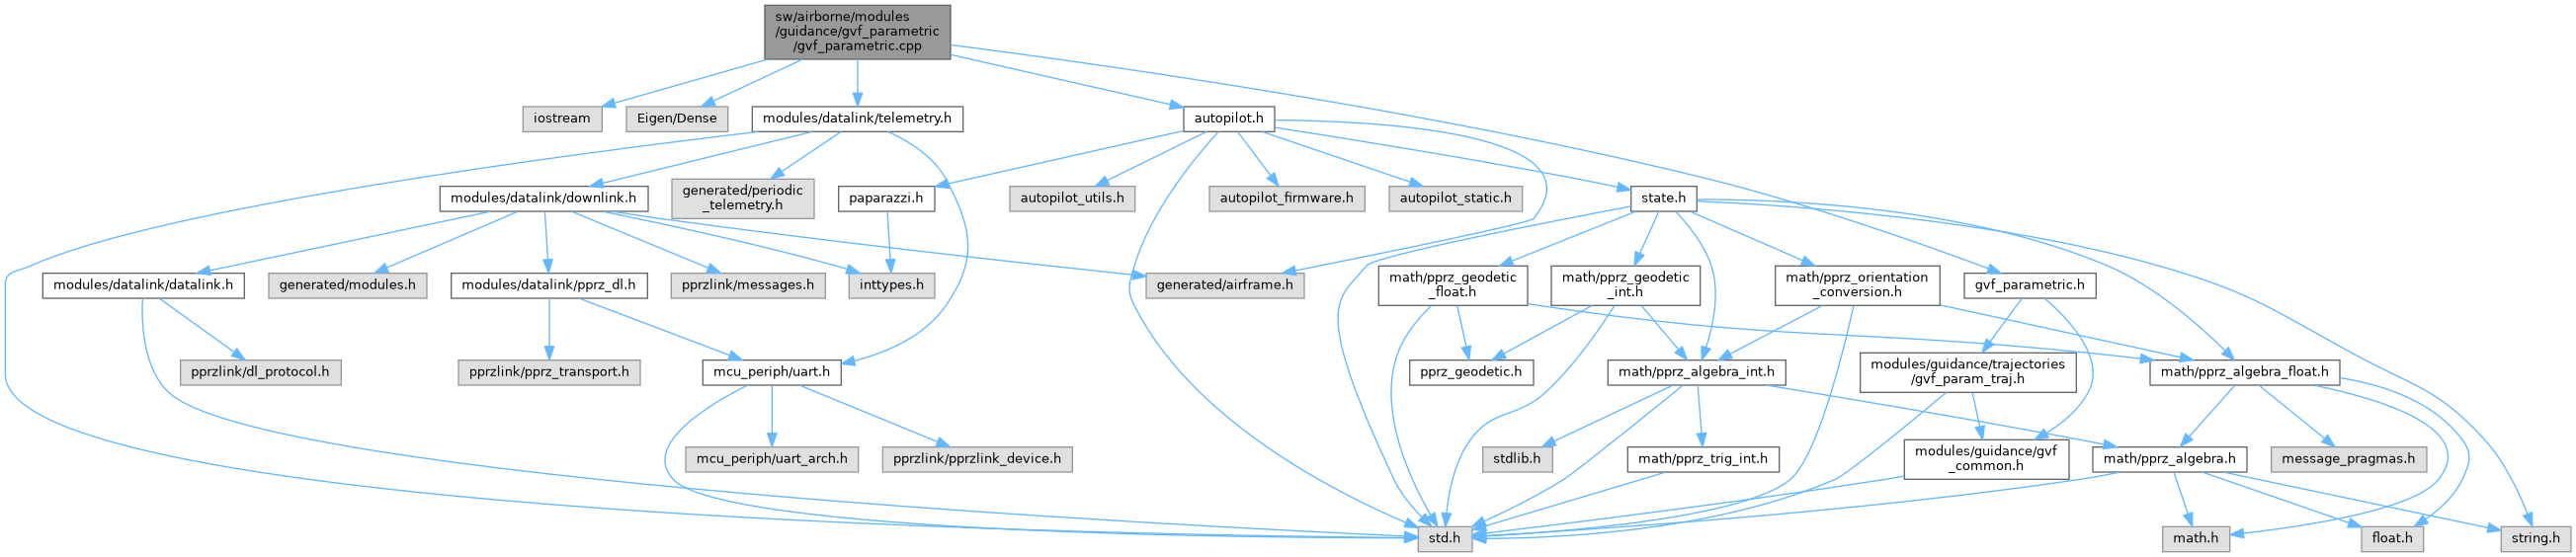 sw/airborne/modules
/guidance/gvf_parametric
/gvf_parametric.cpp
iostream
Eigen/Dense
modules/datalink/telemetry.h
autopilot.h
modules/datalink/downlink.h
generated/periodic
_telemetry.h
paparazzi.h
autopilot_utils.h
autopilot_firmware.h
autopilot_static.h
state.h
modules/datalink/datalink.h
generated/modules.h
modules/datalink/pprz_dl.h
pprzlink/messages.h
inttypes.h
generated/airframe.h
math/pprz_geodetic
_float.h
math/pprz_geodetic
_int.h
math/pprz_orientation
_conversion.h
gvf_parametric.h
pprzlink/dl_protocol.h
pprzlink/pprz_transport.h
mcu_periph/uart.h
pprz_geodetic.h
math/pprz_algebra_int.h
modules/guidance/trajectories
/gvf_param_traj.h
math/pprz_algebra_float.h
mcu_periph/uart_arch.h
pprzlink/pprzlink_device.h
stdlib.h
math/pprz_trig_int.h
modules/guidance/gvf
_common.h
math/pprz_algebra.h
message_pragmas.h
std.h
math.h
float.h
string.h